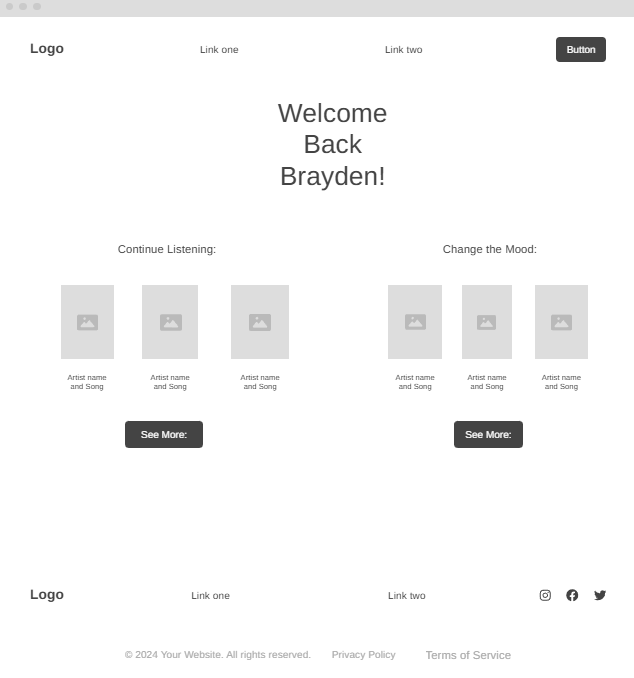 Logo
Link one
Link two
Button
Welcome
Back
Brayden!
Continue Listening:
Change the Mood:
Artist name
and Song
Artist name
and Song
Artist name
and Song
Artist name
and Song
Artist name
and Song
Artist name
and Song
See More:
See More:
Logo
Link one
Link two
© 2024 Your Website. All rights reserved.
Privacy Policy
Terms of Service